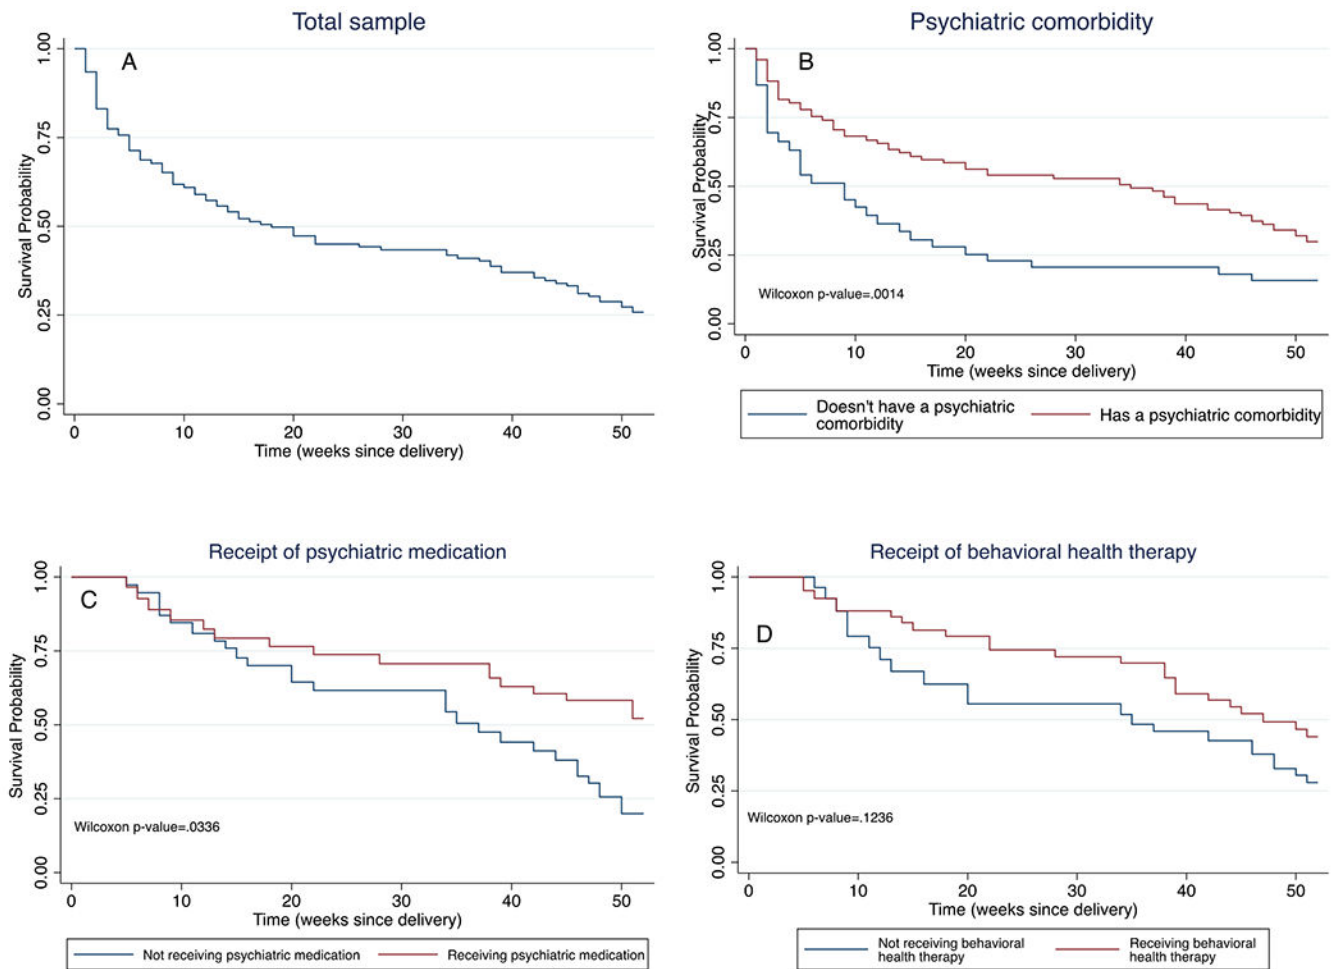 Total sample
A
1.00
0.75
0.50
0.25
0.00
Survival Probability
0 10 20 30 40 50
Time (weeks since delivery)
Psychiatric comorbidity
B
1.00
0.75
0.50
0.25
0.00
Survival Probability
Wilcoxon p-value=.0014
0 10 20 30 40 50
Time (weeks since delivery)
Doesn't have a psychiatric
comorbidity
Has a psychiatric comorbidity
Receipt of psychiatric medication
C
1.00
0.75
0.50
0.25
0.00
Survival Probability
Wilcoxon p-value=.0336
0 10 20 30 40 50
Time (weeks since delivery)
Not receiving psychiatric medication
Receiving psychiatric medication
Receipt of behavioral health therapy
D
1.00
0.75
0.50
0.25
0.00
Survival Probability
Wilcoxon p-value=.1236
0 10 20 30 40 50
Time (weeks since delivery)
Not receiving behavioral
health therapy
Receiving behavioral
health therapy